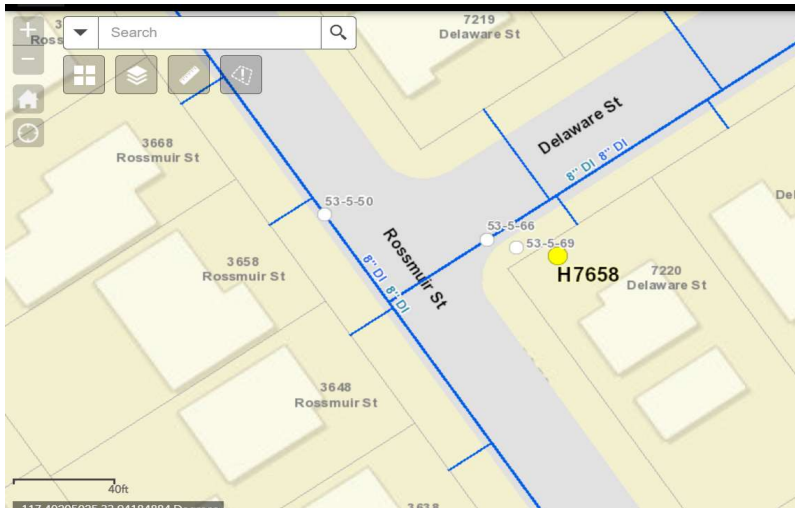 Search
7219
Delaware St
Ross
3668
Rossmuir St
Delaware St
8" DI 8" DI
53-5-50
53-5-66
53-5-69
H7658
Rossmuir St
8" DI 8" DI
3658
Rossmuir St
7220
Delaware St
Del
3648
Rossmuir St
40ft